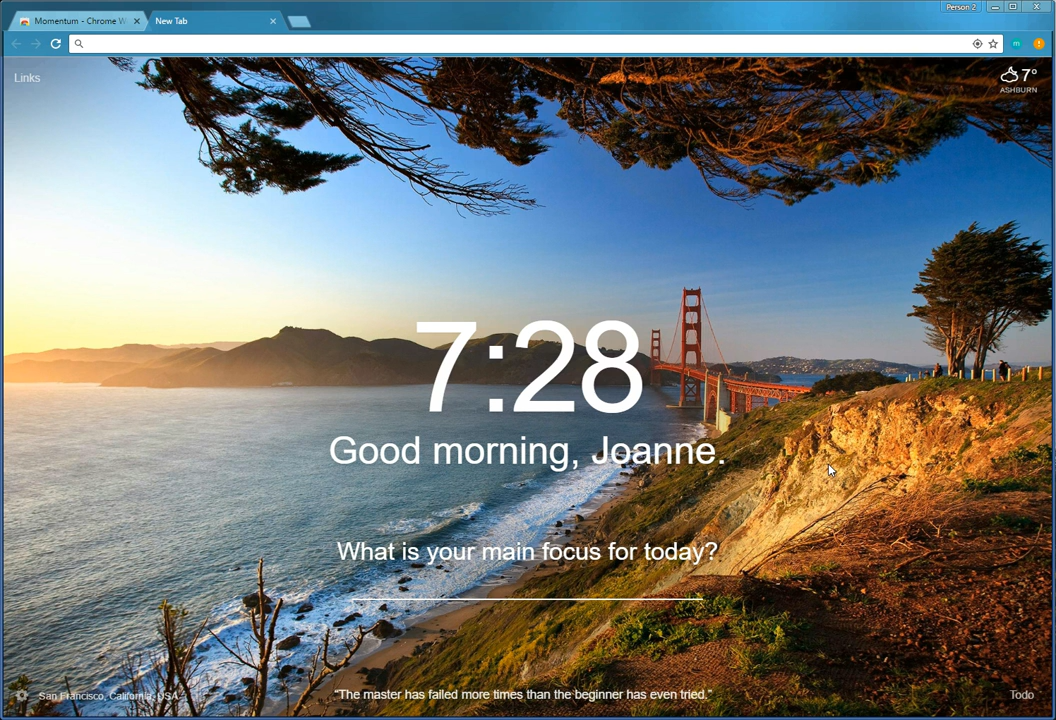 Person 2
Momentum - Chrome W
New Tab
m
Links
7°
ASHBURN
7:28
Good morning, Joanne.
What is your main focus for today?
San Francisco, California, USA
"The master has failed more times than the beginner has even tried."
Todo